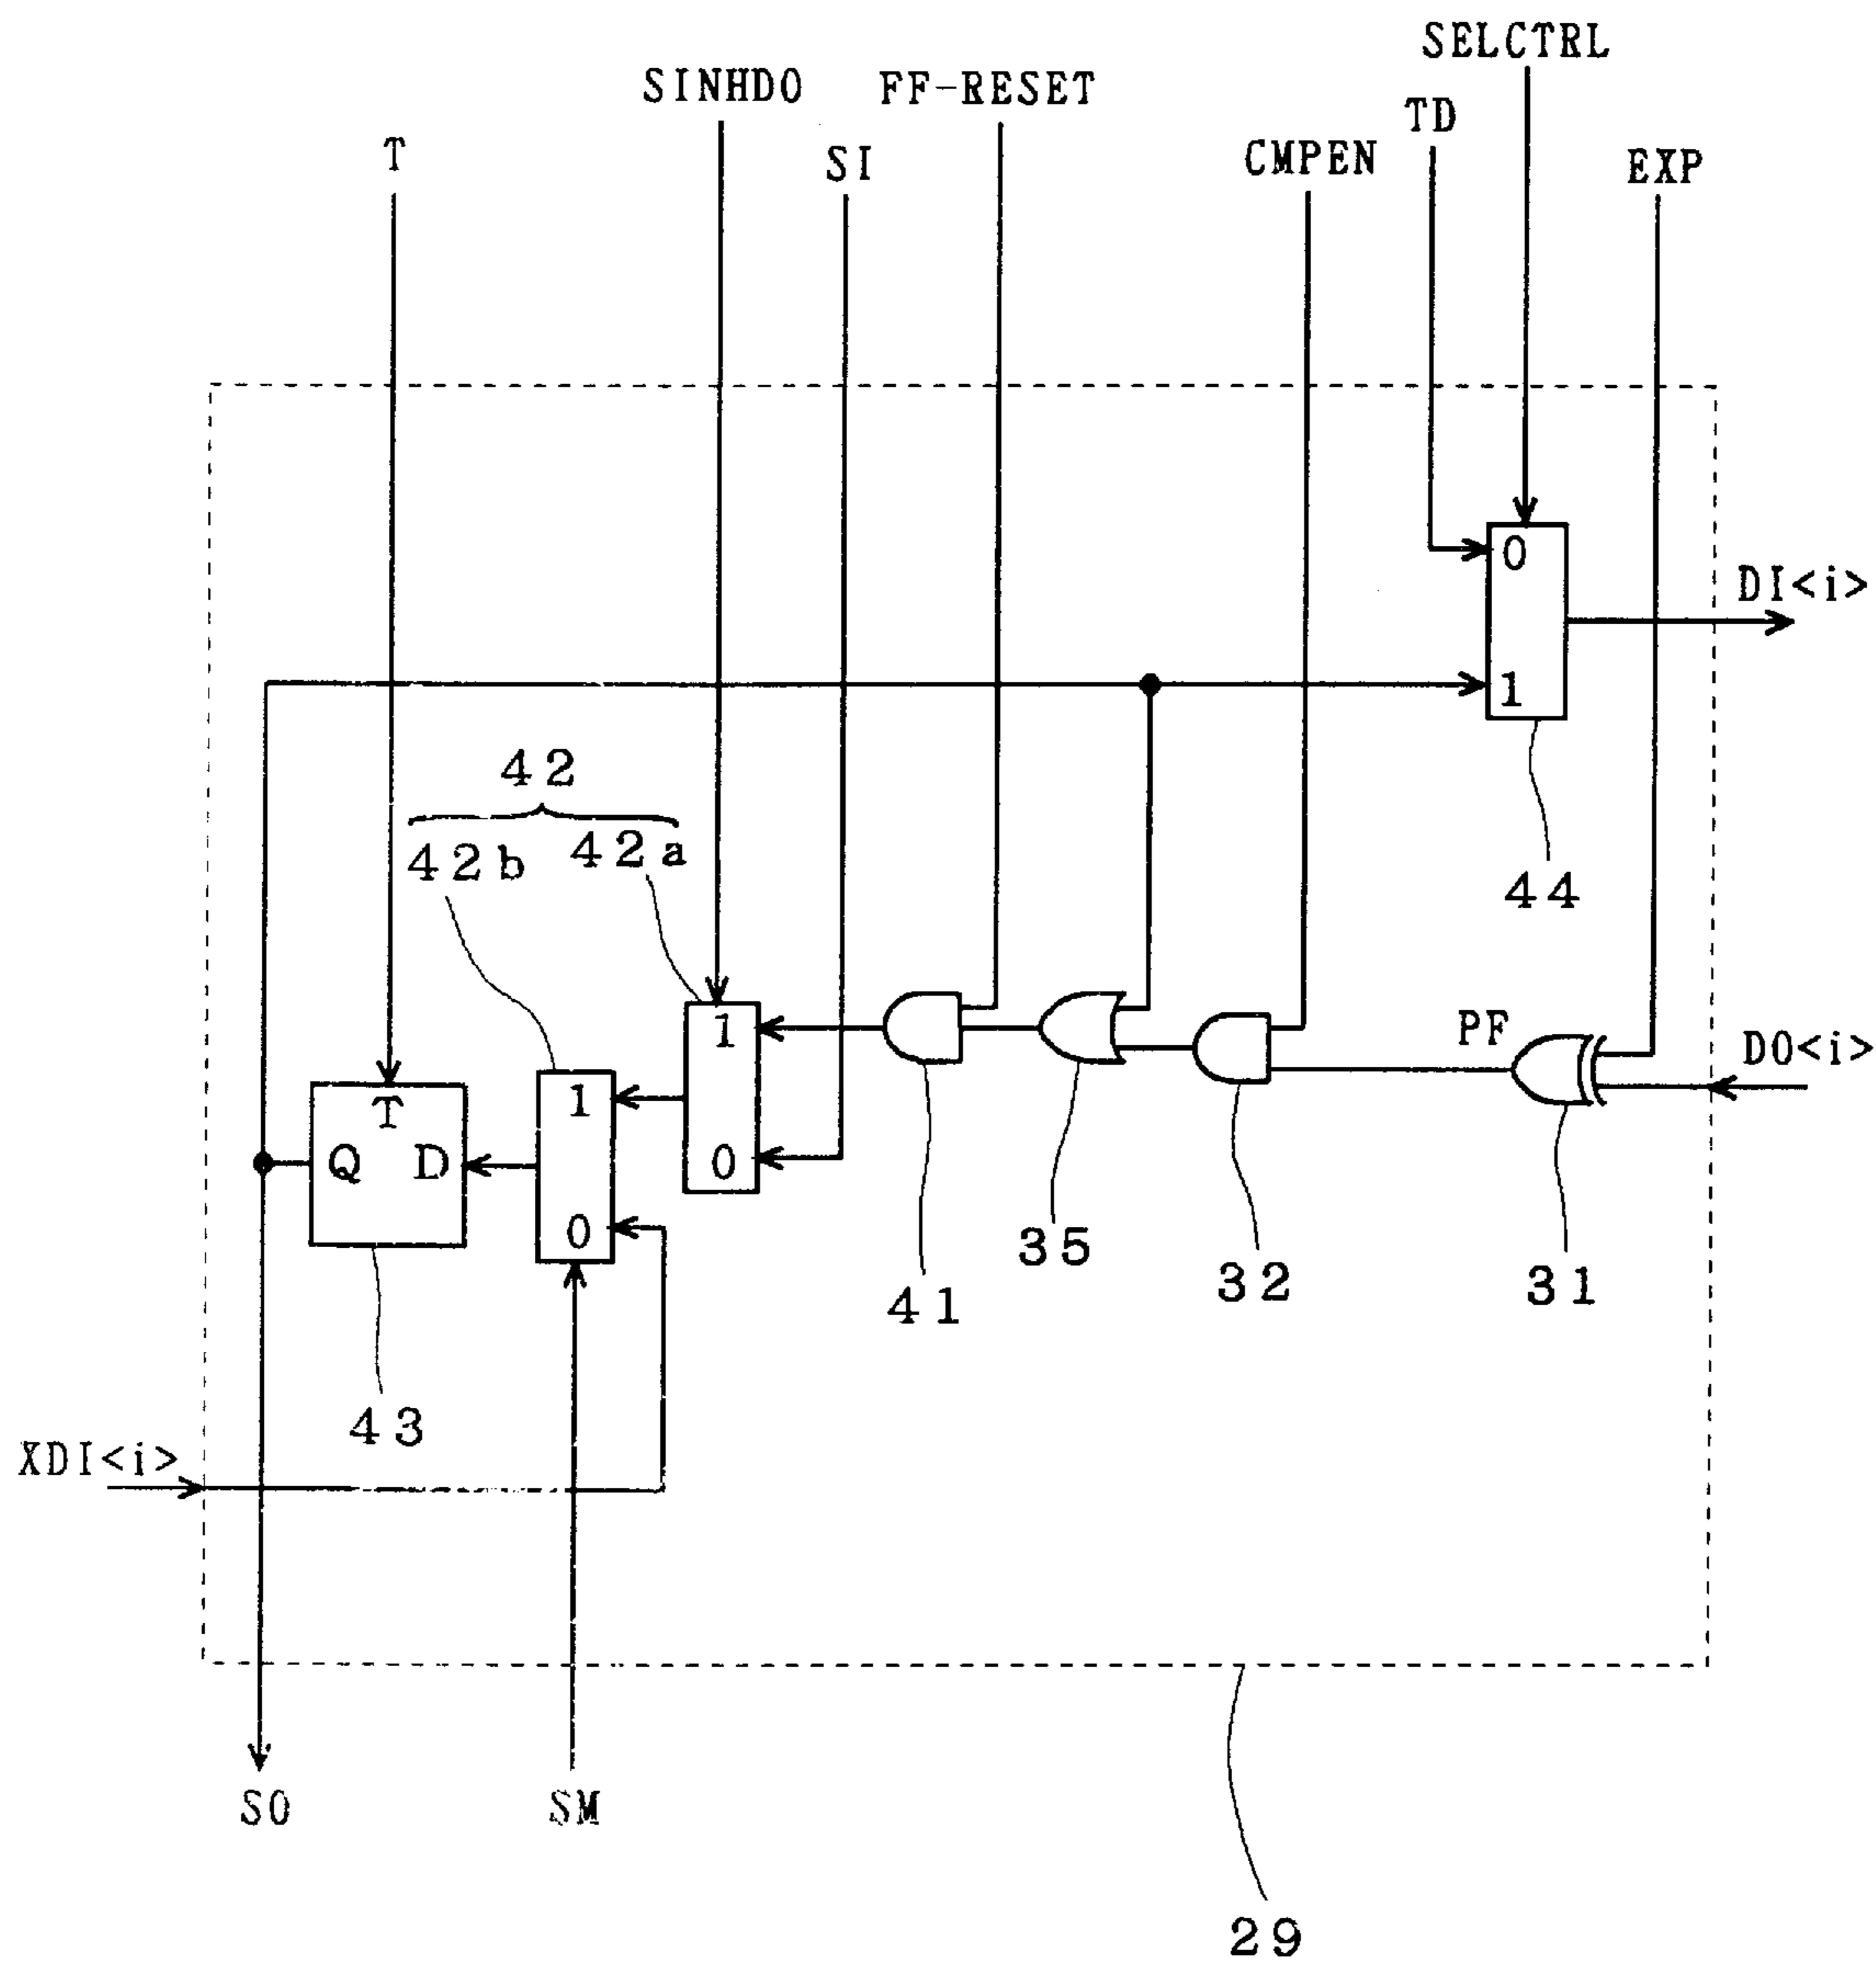 SELCTRL
SINHDO
FF-RESET
TD
T
SI
CMPEN
EXP
0
DI<i>
1
42
42b
42a
44
1
PF
DO<i>
1
T
Q
D
0
0
35
32
31
41
43
XDI<i>
SO
SM
29